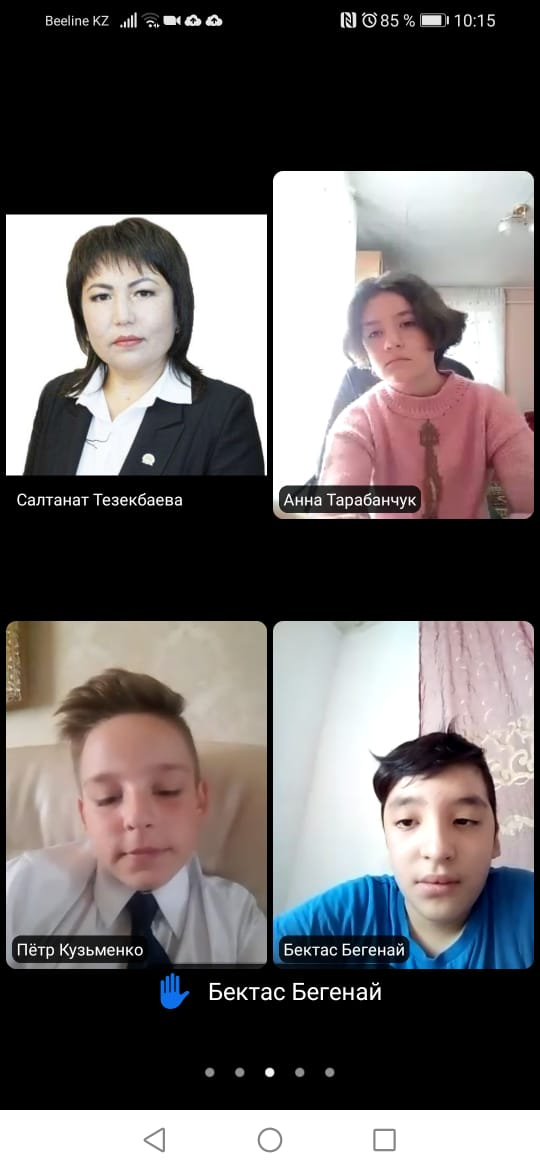 Beeline KZ 85 % 10:15
Салтанат Тезекбаева
Анна Тарабанчук
Пётр Кузьменко
Бектас Бегенай
Бектас Бегенай